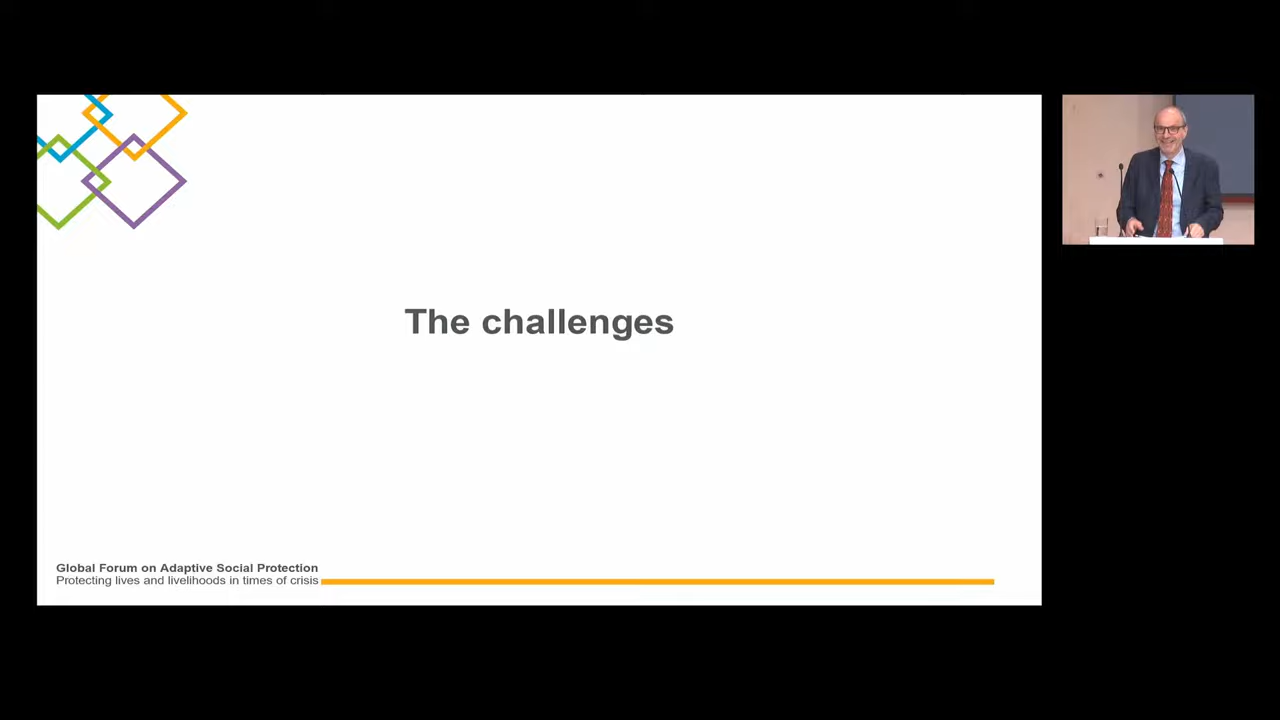 The challenges
Global Forum on Adaptive Social Protection
Protecting lives and livelihoods in times of crisis